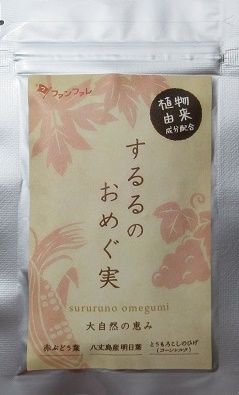 ファンファレ
植物
由来
成分配合
するるの
おめぐ実
sururuno omegumi
大自然の恵み
赤ぶどう葉 八丈島産明日葉 とうもろこしのひげ
(コーンシルク)